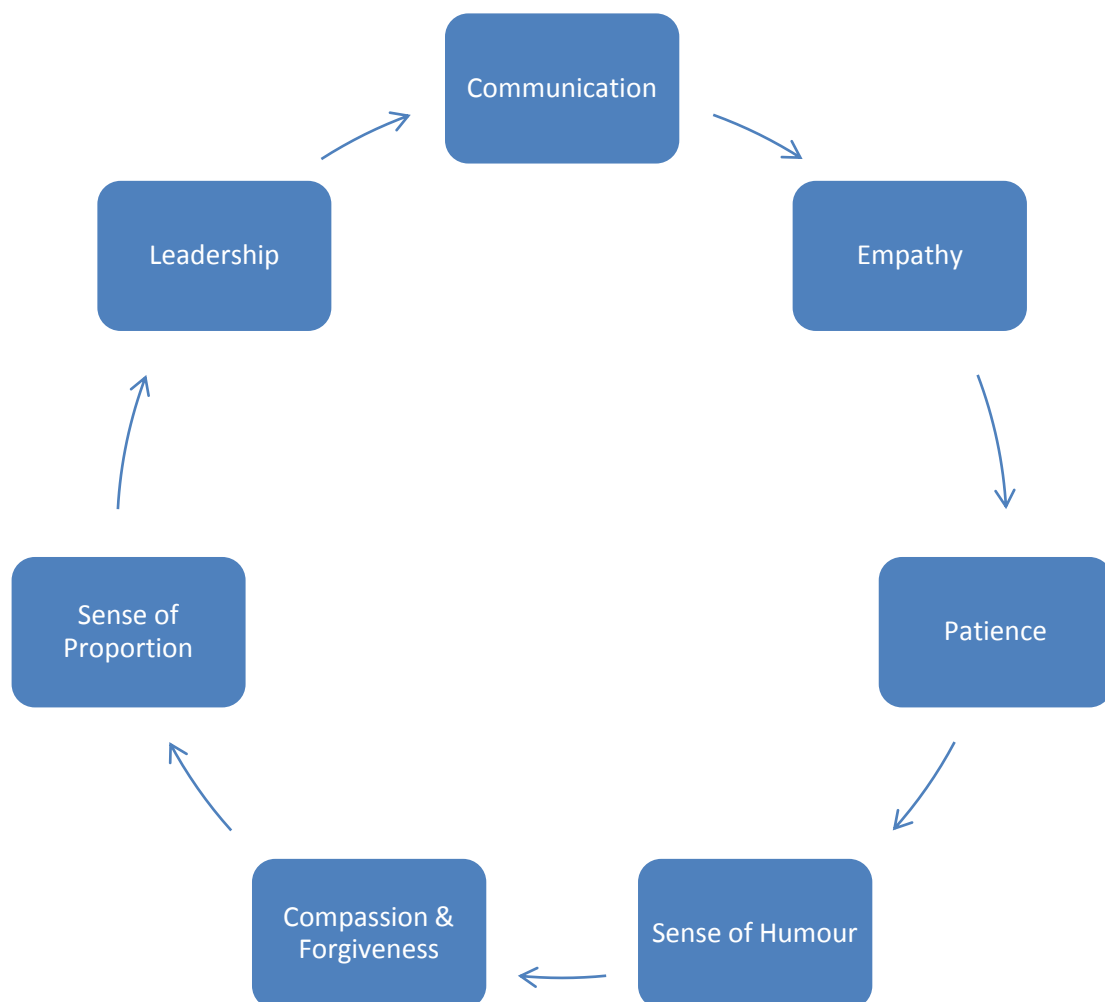 Communication
Empathy
Patience
Sense of Humour
Compassion &
Forgiveness
Sense of
Proportion
Leadership